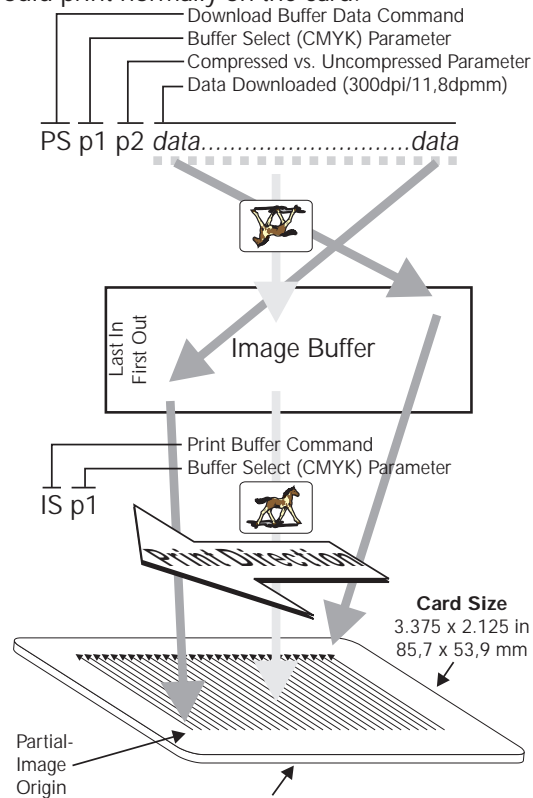 Download Buffer Data Command
Buffer Select (CMYK) Parameter
Compressed vs. Uncompressed Parameter
Data Downloaded (300dpi/11,8dpmm)
PS p1 p2 data............................data
Last In
First Out
Image Buffer
Print Buffer Command
Buffer Select (CMYK) Parameter
IS p1
Print Direction
Card Size
3.375 x 2.125 in
85,7 x 53,9 mm
Partial-
Image
Origin